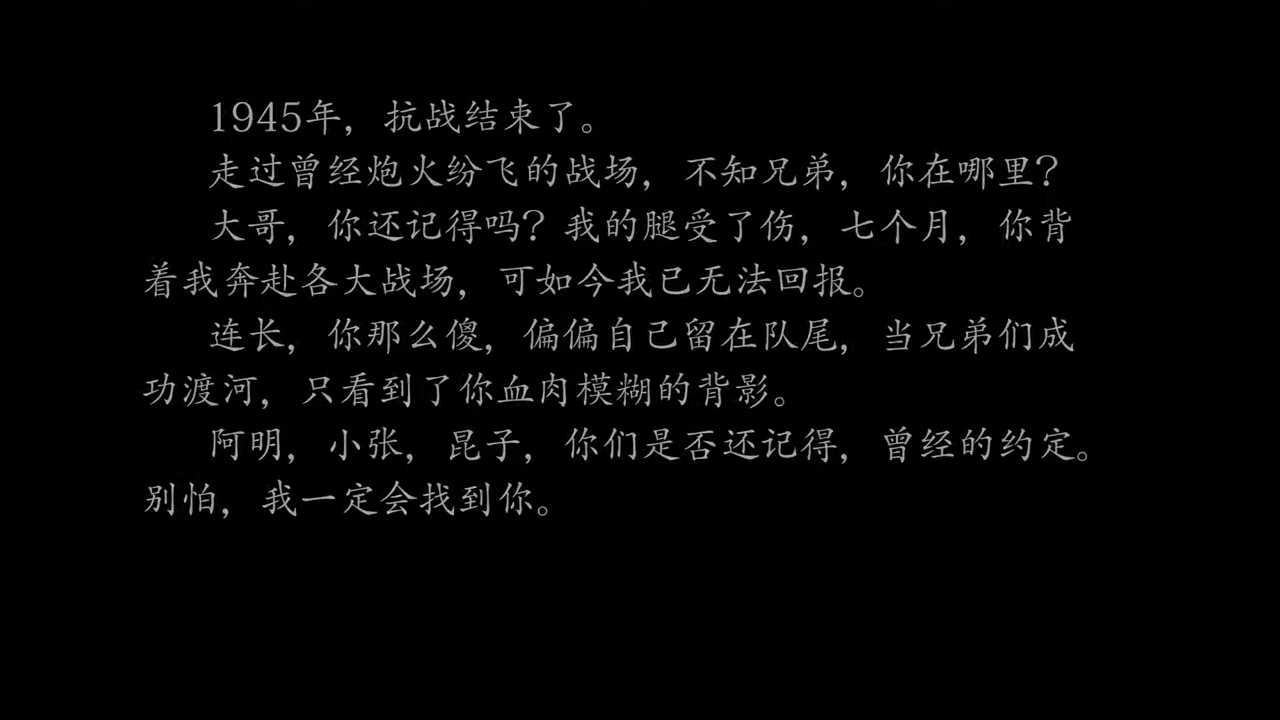 1945年，抗战结束了。
走过曾经炮火纷飞的战场，不知兄弟，你在哪里？
大哥，你还记得吗？我的腿受了伤，七个月，你背
着我奔赴各大战场，可如今我已无法回报。
连长，你那么傻，偏偏自己留在队尾，当兄弟们成
功渡河，只看到了你血肉模糊的背影。
阿明，小张，昆子，你们是否还记得，曾经的约定。
别怕，我一定会找到你。